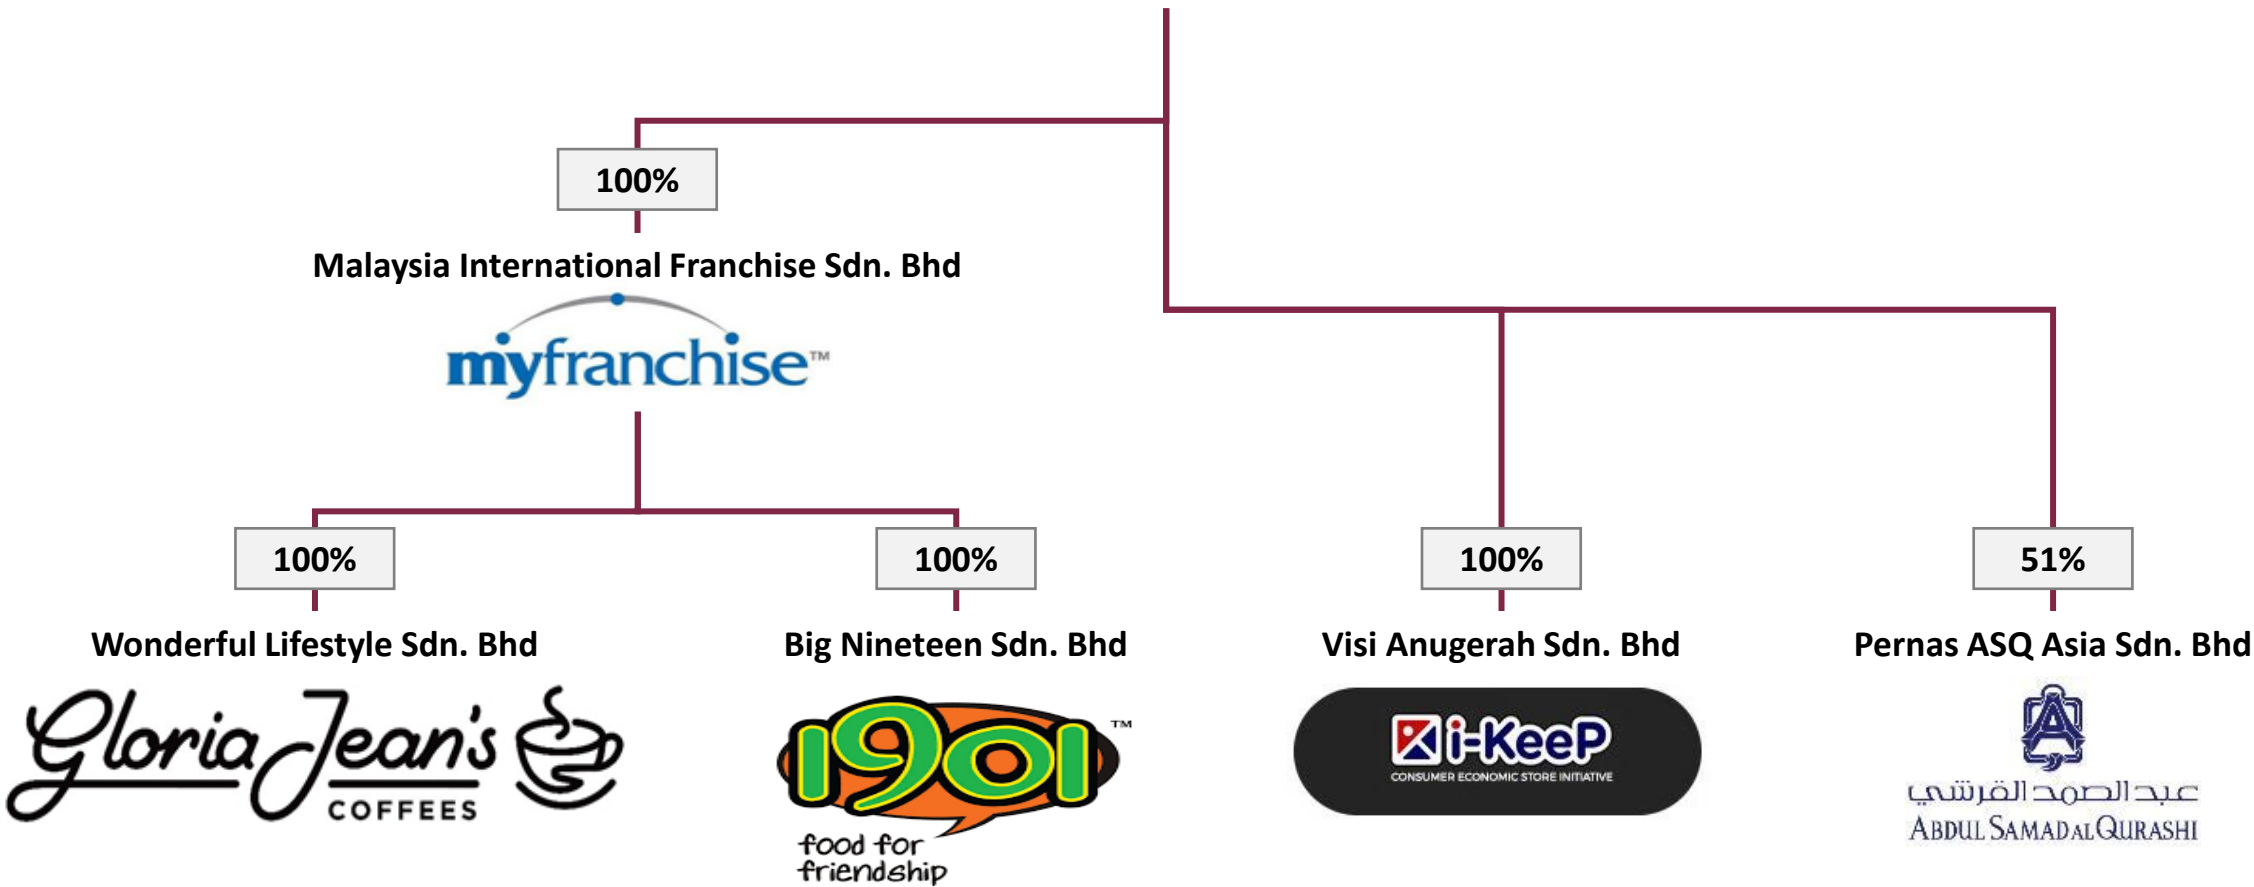 100%
Malaysia International Franchise Sdn. Bhd
myfranchise™
100%
100%
100%
51%
Wonderful Lifestyle Sdn. Bhd
Big Nineteen Sdn. Bhd
Visi Anugerah Sdn. Bhd
Pernas ASQ Asia Sdn. Bhd
Gloria Jean's
COFFEES
1901™
food for
friendship
i-KeeP
CONSUMER ECONOMIC STORE INITIATIVE
عبد الصمد القرشي
ABDUL SAMAD AL QURASHI